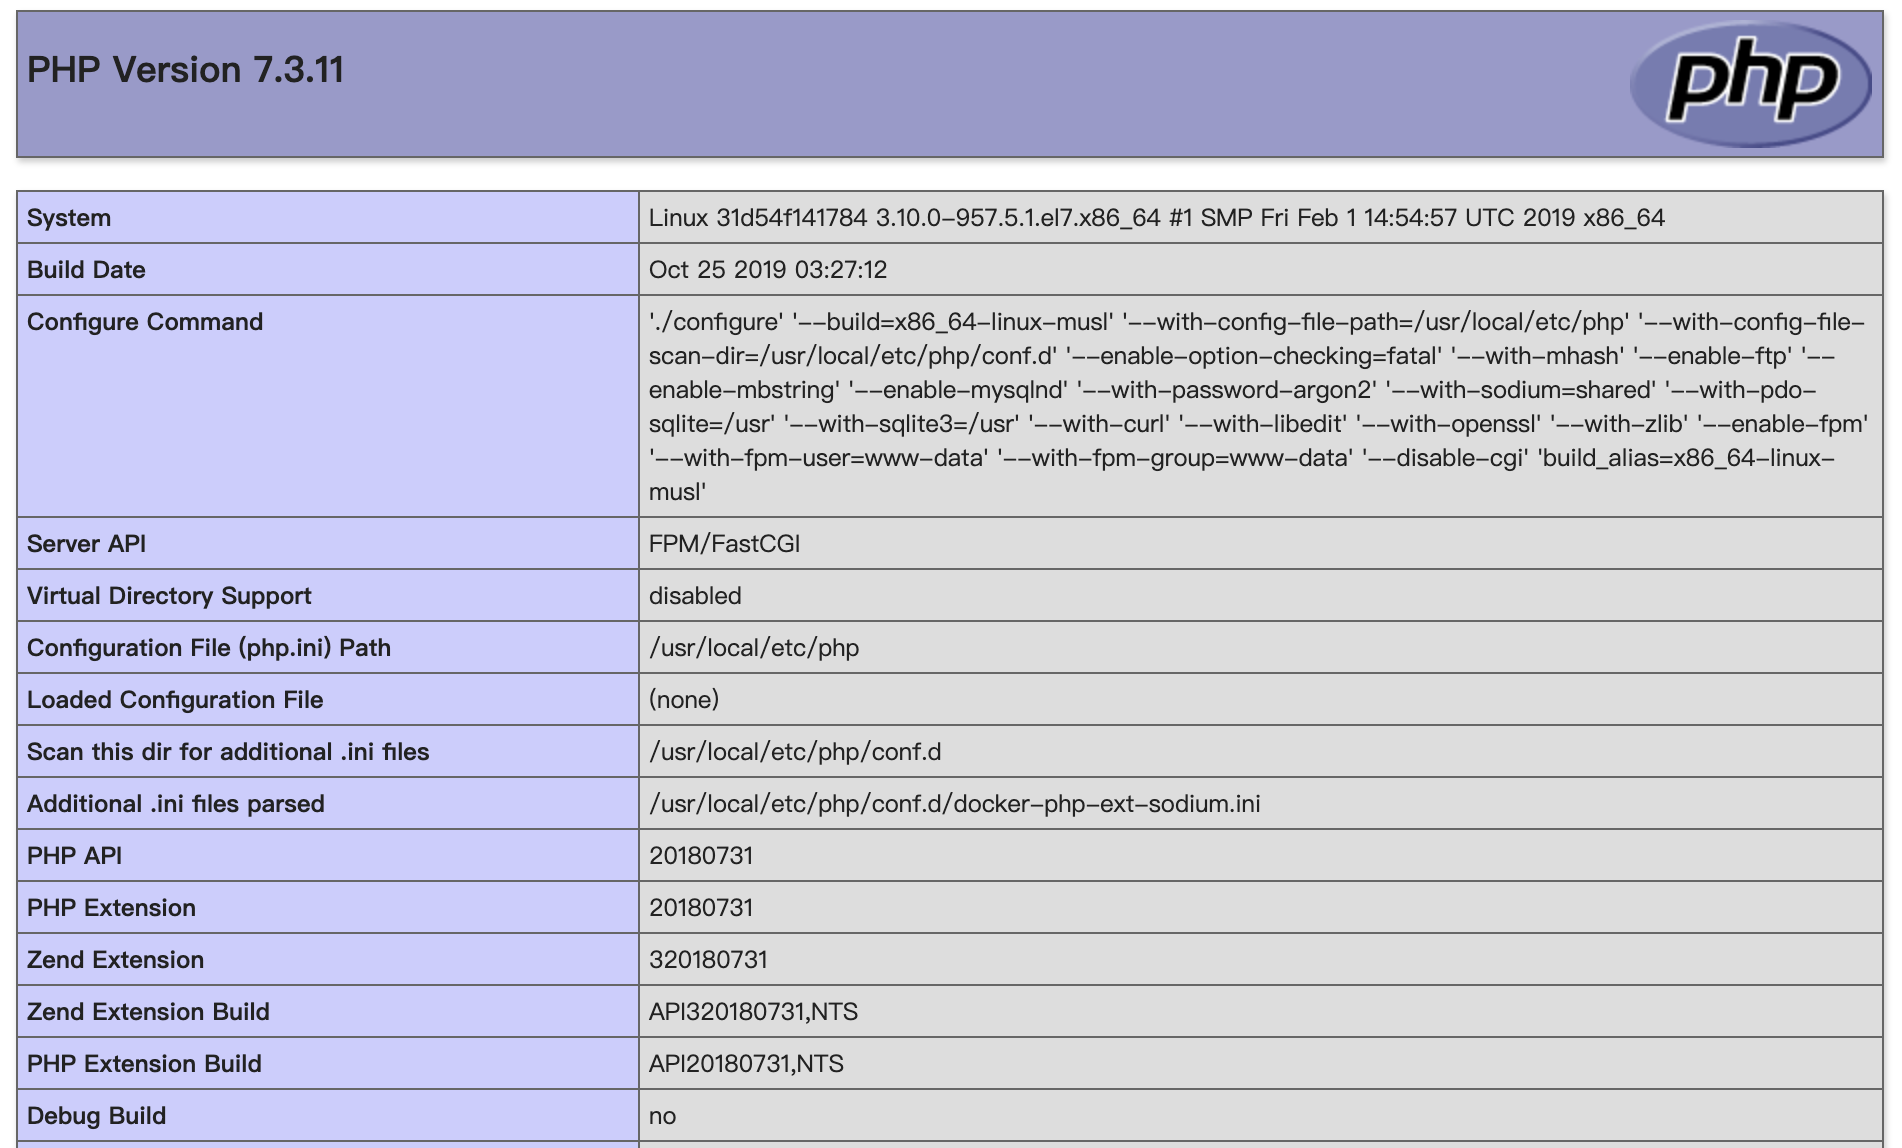 PHP Version 7.3.11
php
System
Linux 31d54f141784 3.10.0-957.5.1.el7.x86_64 #1 SMP Fri Feb 1 14:54:57 UTC 2019 x86_64
Build Date
Oct 25 2019 03:27:12
Configure Command
'./configure' '--build=x86_64-linux-musl' '--with-config-file-path=/usr/local/etc/php' '--with-config-file-
scan-dir=/usr/local/etc/php/conf.d' '--enable-option-checking=fatal' '--with-mhash' '--enable-ftp' '--
enable-mbstring' '--enable-mysqlnd' '--with-password-argon2' '--with-sodium=shared' '--with-pdo-
sqlite=/usr' '--with-sqlite3=/usr' '--with-curl' '--with-libedit' '--with-openssl' '--with-zlib' '--enable-fpm'
'--with-fpm-user=www-data' '--with-fpm-group=www-data' '--disable-cgi' 'build_alias=x86_64-linux-
musl'
Server API
FPM/FastCGI
Virtual Directory Support
disabled
Configuration File (php.ini) Path
/usr/local/etc/php
Loaded Configuration File
(none)
Scan this dir for additional .ini files
/usr/local/etc/php/conf.d
Additional .ini files parsed
/usr/local/etc/php/conf.d/docker-php-ext-sodium.ini
PHP API
20180731
PHP Extension
20180731
Zend Extension
320180731
Zend Extension Build
API320180731,NTS
PHP Extension Build
API20180731,NTS
Debug Build
no